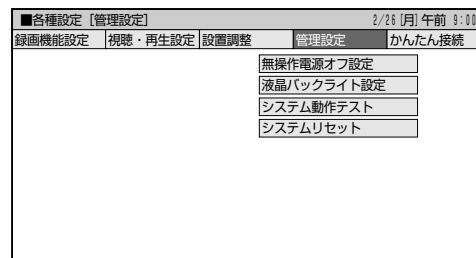 ■各種設定［管理設定］ 2/26[月]午前 9:00
録画機能設定 視聴・再生設定 設置調整 管理設定 かんたん接続
無操作電源オフ設定
液晶バックライト設定
システム動作テスト
システムリセット